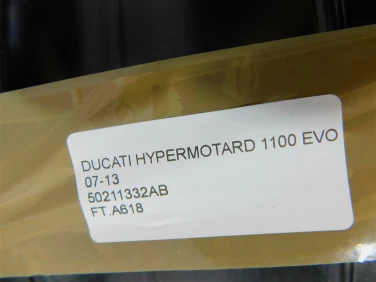 DUCATI HYPERMOTARD 1100 EVO
07-13
50211332AB
FT.A618